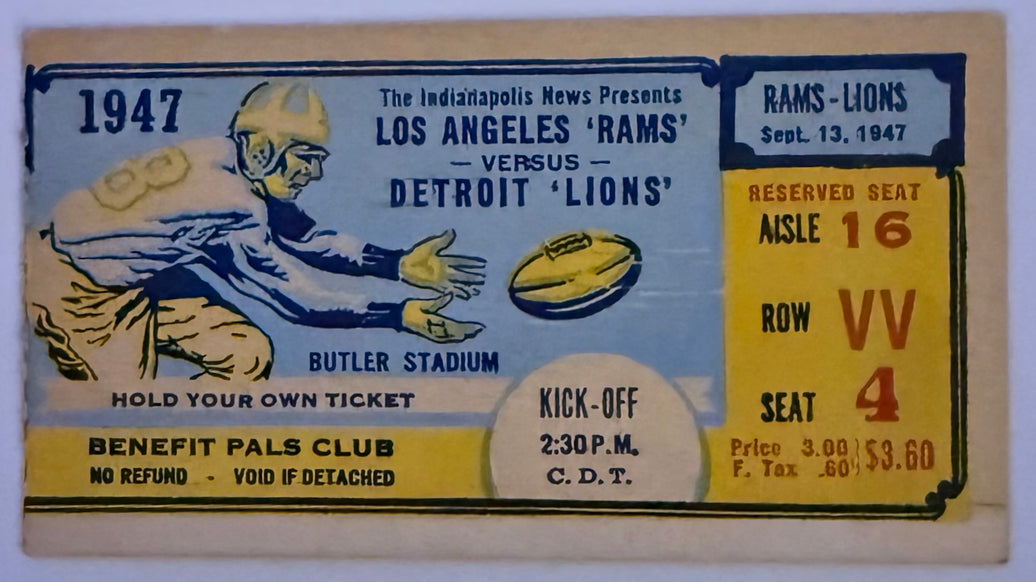 1947
8
The Indianapolis News Presents
LOS ANGELES 'RAMS'
— VERSUS —
DETROIT 'LIONS'
BUTLER STADIUM
HOLD YOUR OWN TICKET
BENEFIT PALS CLUB
NO REFUND - VOID IF DETACHED
KICK-OFF
2:30 P.M.
C. D. T.
RAMS-LIONS
Sept. 13, 1947
RESERVED SEAT
AISLE 16
ROW VV
SEAT 4
Price 3.00
F. Tax .60
$3.60